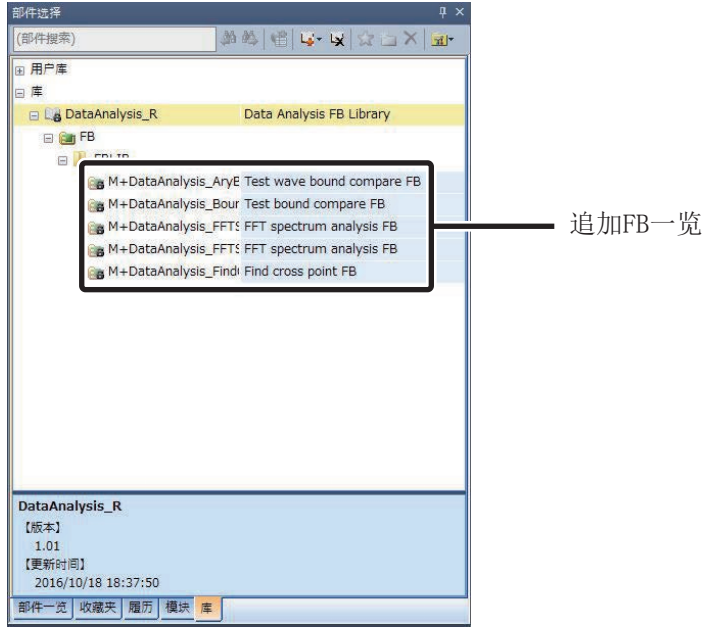 部件选择
(部件搜索)
用户库
库
DataAnalysis_R Data Analysis FB Library
FB
M+DataAnalysis_AryB Test wave bound compare FB
M+DataAnalysis_Bour Test bound compare FB
M+DataAnalysis_FFTS FFT spectrum analysis FB
M+DataAnalysis_FFTS FFT spectrum analysis FB
M+DataAnalysis_Find Find cross point FB
追加FB一览
DataAnalysis_R
【版本】
1.01
【更新时间】
2016/10/18 18:37:50
部件一览 收藏夹 履历 模块 库